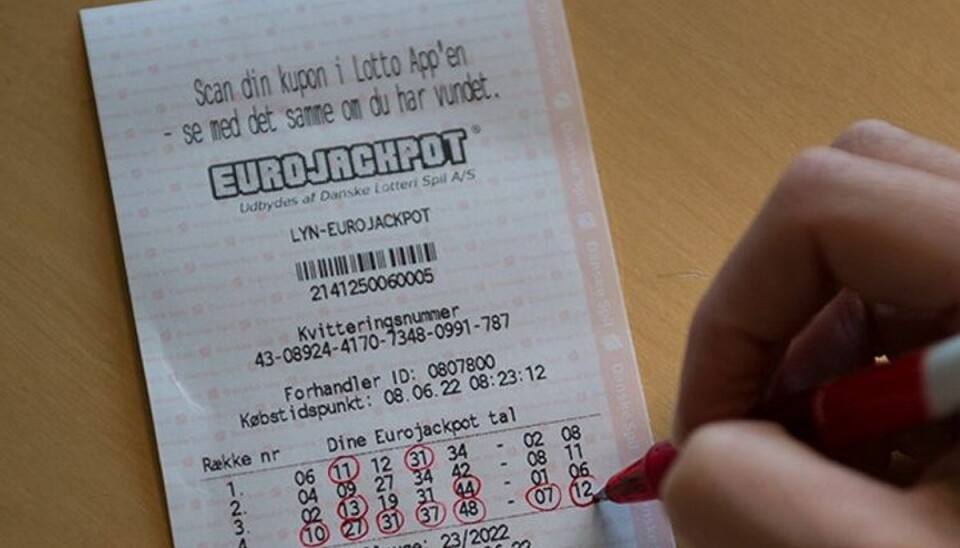 Scan din kupon i Lotto App'en
- se med det samme om du har vundet.
EUROJACKPOT®
Udbydes af Danske Lotteri Spil A/S
LYN-EUROJACKPOT
2141250060005
Kvitteringsnummer
43-08924-4170-7348-0991-787
Forhandler ID: 0807800
Købstidspunkt: 08.06.22 08:23:12
Række nr Dine Eurojackpot tal
1. 06 11 12 31 34 - 02 08
2. 04 09 27 34 42 - 08 11
3. 02 13 19 31 44 - 01 06
4. 10 27 31 37 48 - 07 12
23/2022